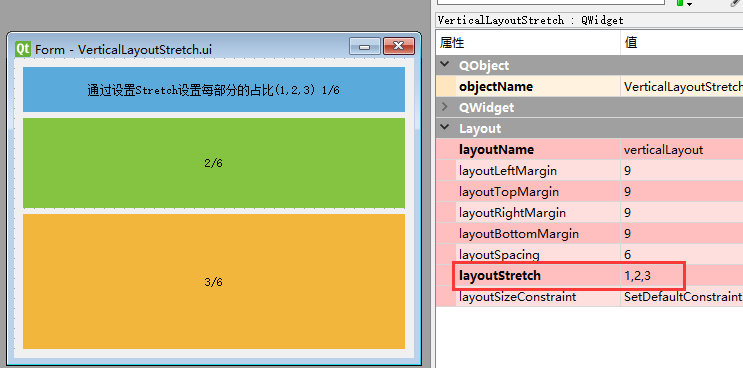 Form - VerticalLayoutStretch.ui
通过设置Stretch设置每部分的占比(1,2,3) 1/6
2/6
3/6
VerticalLayoutStretch : QWidget
属性 值
QObject
objectName VerticalLayoutStretch
QWidget
Layout
layoutName verticalLayout
layoutLeftMargin 9
layoutTopMargin 9
layoutRightMargin 9
layoutBottomMargin 9
layoutSpacing 6
layoutStretch 1,2,3
layoutSizeConstraint SetDefaultConstraint